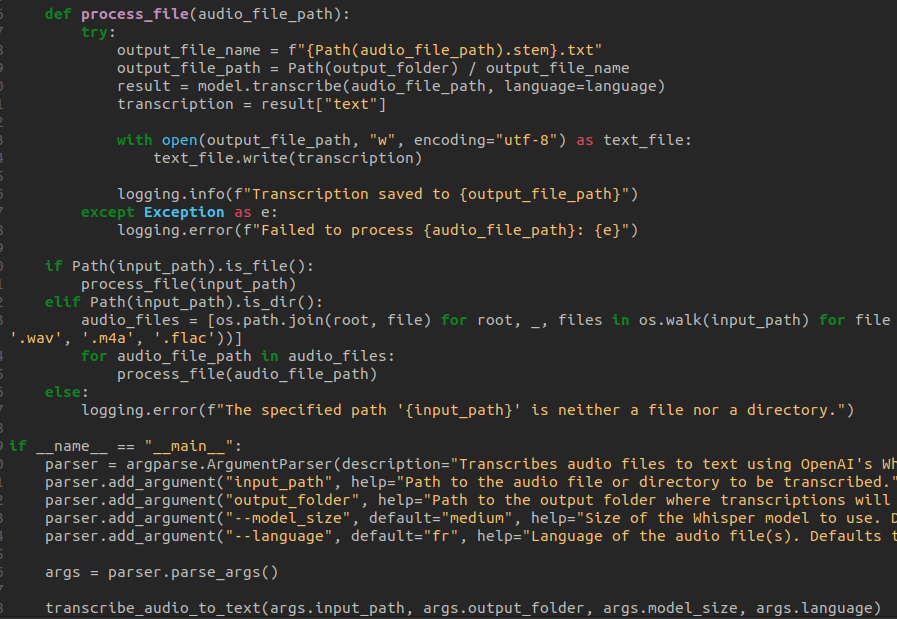 def process_file(audio_file_path):
        try:
            output_file_name = f"{Path(audio_file_path).stem}.txt"
            output_file_path = Path(output_folder) / output_file_name
            result = model.transcribe(audio_file_path, language=language)
            transcription = result["text"]

            with open(output_file_path, "w", encoding="utf-8") as text_file:
                text_file.write(transcription)

            logging.info(f"Transcription saved to {output_file_path}")
        except Exception as e:
            logging.error(f"Failed to process {audio_file_path}: {e}")

    if Path(input_path).is_file():
        process_file(input_path)
    elif Path(input_path).is_dir():
        audio_files = [os.path.join(root, file) for root, _, files in os.walk(input_path) for file
'.wav', '.m4a', '.flac'))]
        for audio_file_path in audio_files:
            process_file(audio_file_path)
    else:
        logging.error(f"The specified path '{input_path}' is neither a file nor a directory.")

if __name__ == "__main__":
    parser = argparse.ArgumentParser(description="Transcribes audio files to text using OpenAI's Wh
    parser.add_argument("input_path", help="Path to the audio file or directory to be transcribed."
    parser.add_argument("output_folder", help="Path to the output folder where transcriptions will
    parser.add_argument("--model_size", default="medium", help="Size of the Whisper model to use. D
    parser.add_argument("--language", default="fr", help="Language of the audio file(s). Defaults t

    args = parser.parse_args()

    transcribe_audio_to_text(args.input_path, args.output_folder, args.model_size, args.language)